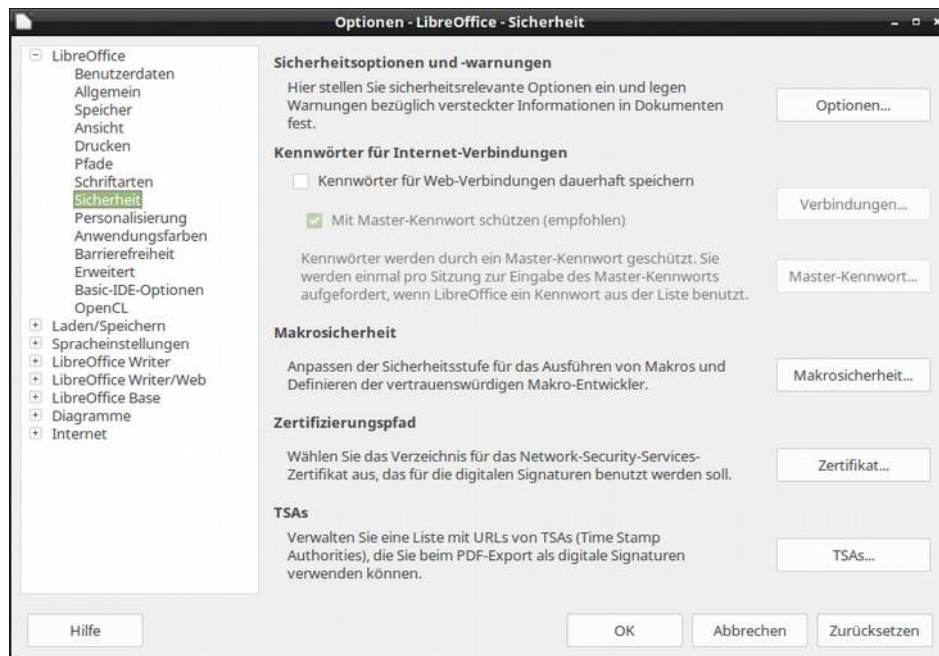 Optionen - LibreOffice - Sicherheit
LibreOffice
Benutzerdaten
Allgemein
Speicher
Ansicht
Drucken
Pfade
Schriftarten
Sicherheit
Personalisierung
Anwendungsfarben
Barrierefreiheit
Erweitert
Basic-IDE-Optionen
OpenCL
Laden/Speichern
Spracheinstellungen
LibreOffice Writer
LibreOffice Writer/Web
LibreOffice Base
Diagramme
Internet
Sicherheitsoptionen und -warnungen
Hier stellen Sie sicherheitsrelevante Optionen ein und legen
Warnungen bezüglich versteckter Informationen in Dokumenten
fest.
Optionen...
Kennwörter für Internet-Verbindungen
Kennwörter für Web-Verbindungen dauerhaft speichern
Verbindungen...
Mit Master-Kennwort schützen (empfohlen)
Kennwörter werden durch ein Master-Kennwort geschützt. Sie
werden einmal pro Sitzung zur Eingabe des Master-Kennworts
aufgefordert, wenn LibreOffice ein Kennwort aus der Liste benutzt.
Master-Kennwort...
Makrosicherheit
Anpassen der Sicherheitsstufe für das Ausführen von Makros und
Definieren der vertrauenswürdigen Makro-Entwickler.
Makrosicherheit...
Zertifizierungspfad
Wählen Sie das Verzeichnis für das Network-Security-Services-
Zertifikat aus, das für die digitalen Signaturen benutzt werden soll.
Zertifikat...
TSAs
Verwalten Sie eine Liste mit URLs von TSAs (Time Stamp
Authorities), die Sie beim PDF-Export als digitale Signaturen
verwenden können.
TSAs...
Hilfe
OK
Abbrechen
Zurücksetzen